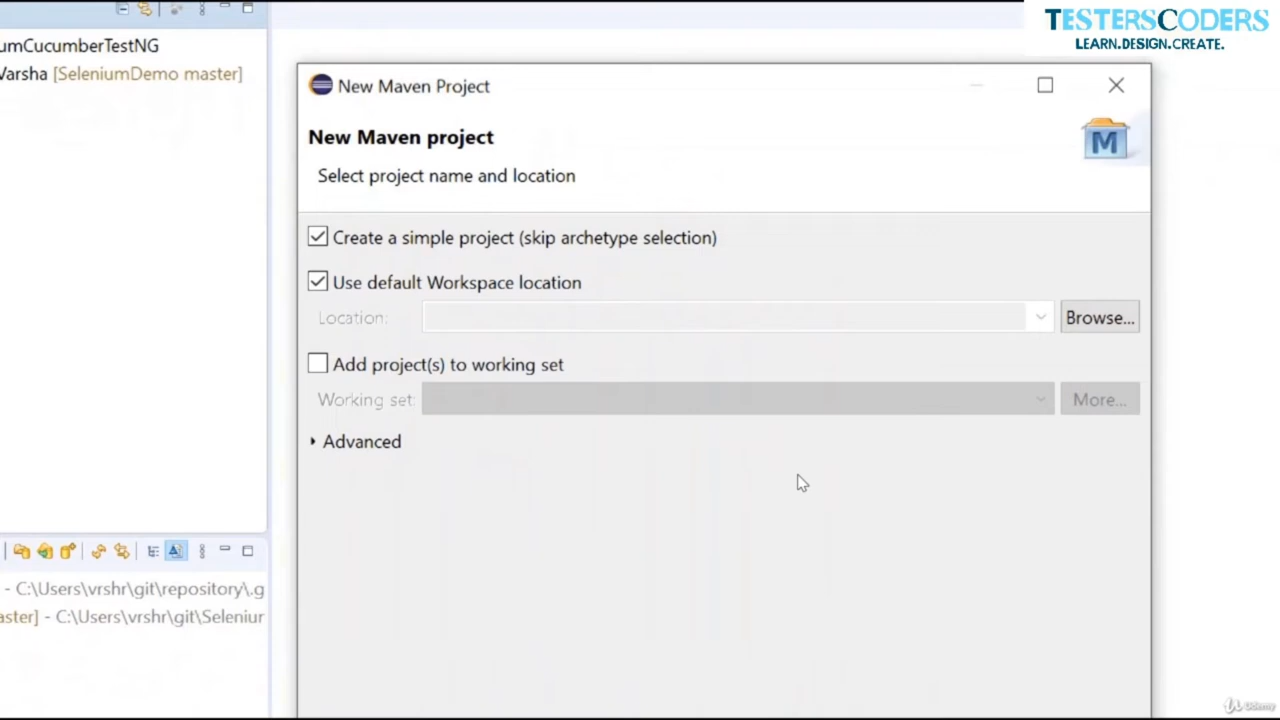 TESTERSCODERS
LEARN.DESIGN.CREATE.
umCucumberTestNG
Varsha [SeleniumDemo master]
New Maven Project
New Maven project
M
Select project name and location
Create a simple project (skip archetype selection)
Use default Workspace location
Location:
Browse...
Add project(s) to working set
Working set:
More...
Advanced
- C:\Users\vrshr\git\repository\.g
aster] - C:\Users\vrshr\git\Seleniur
Udemy